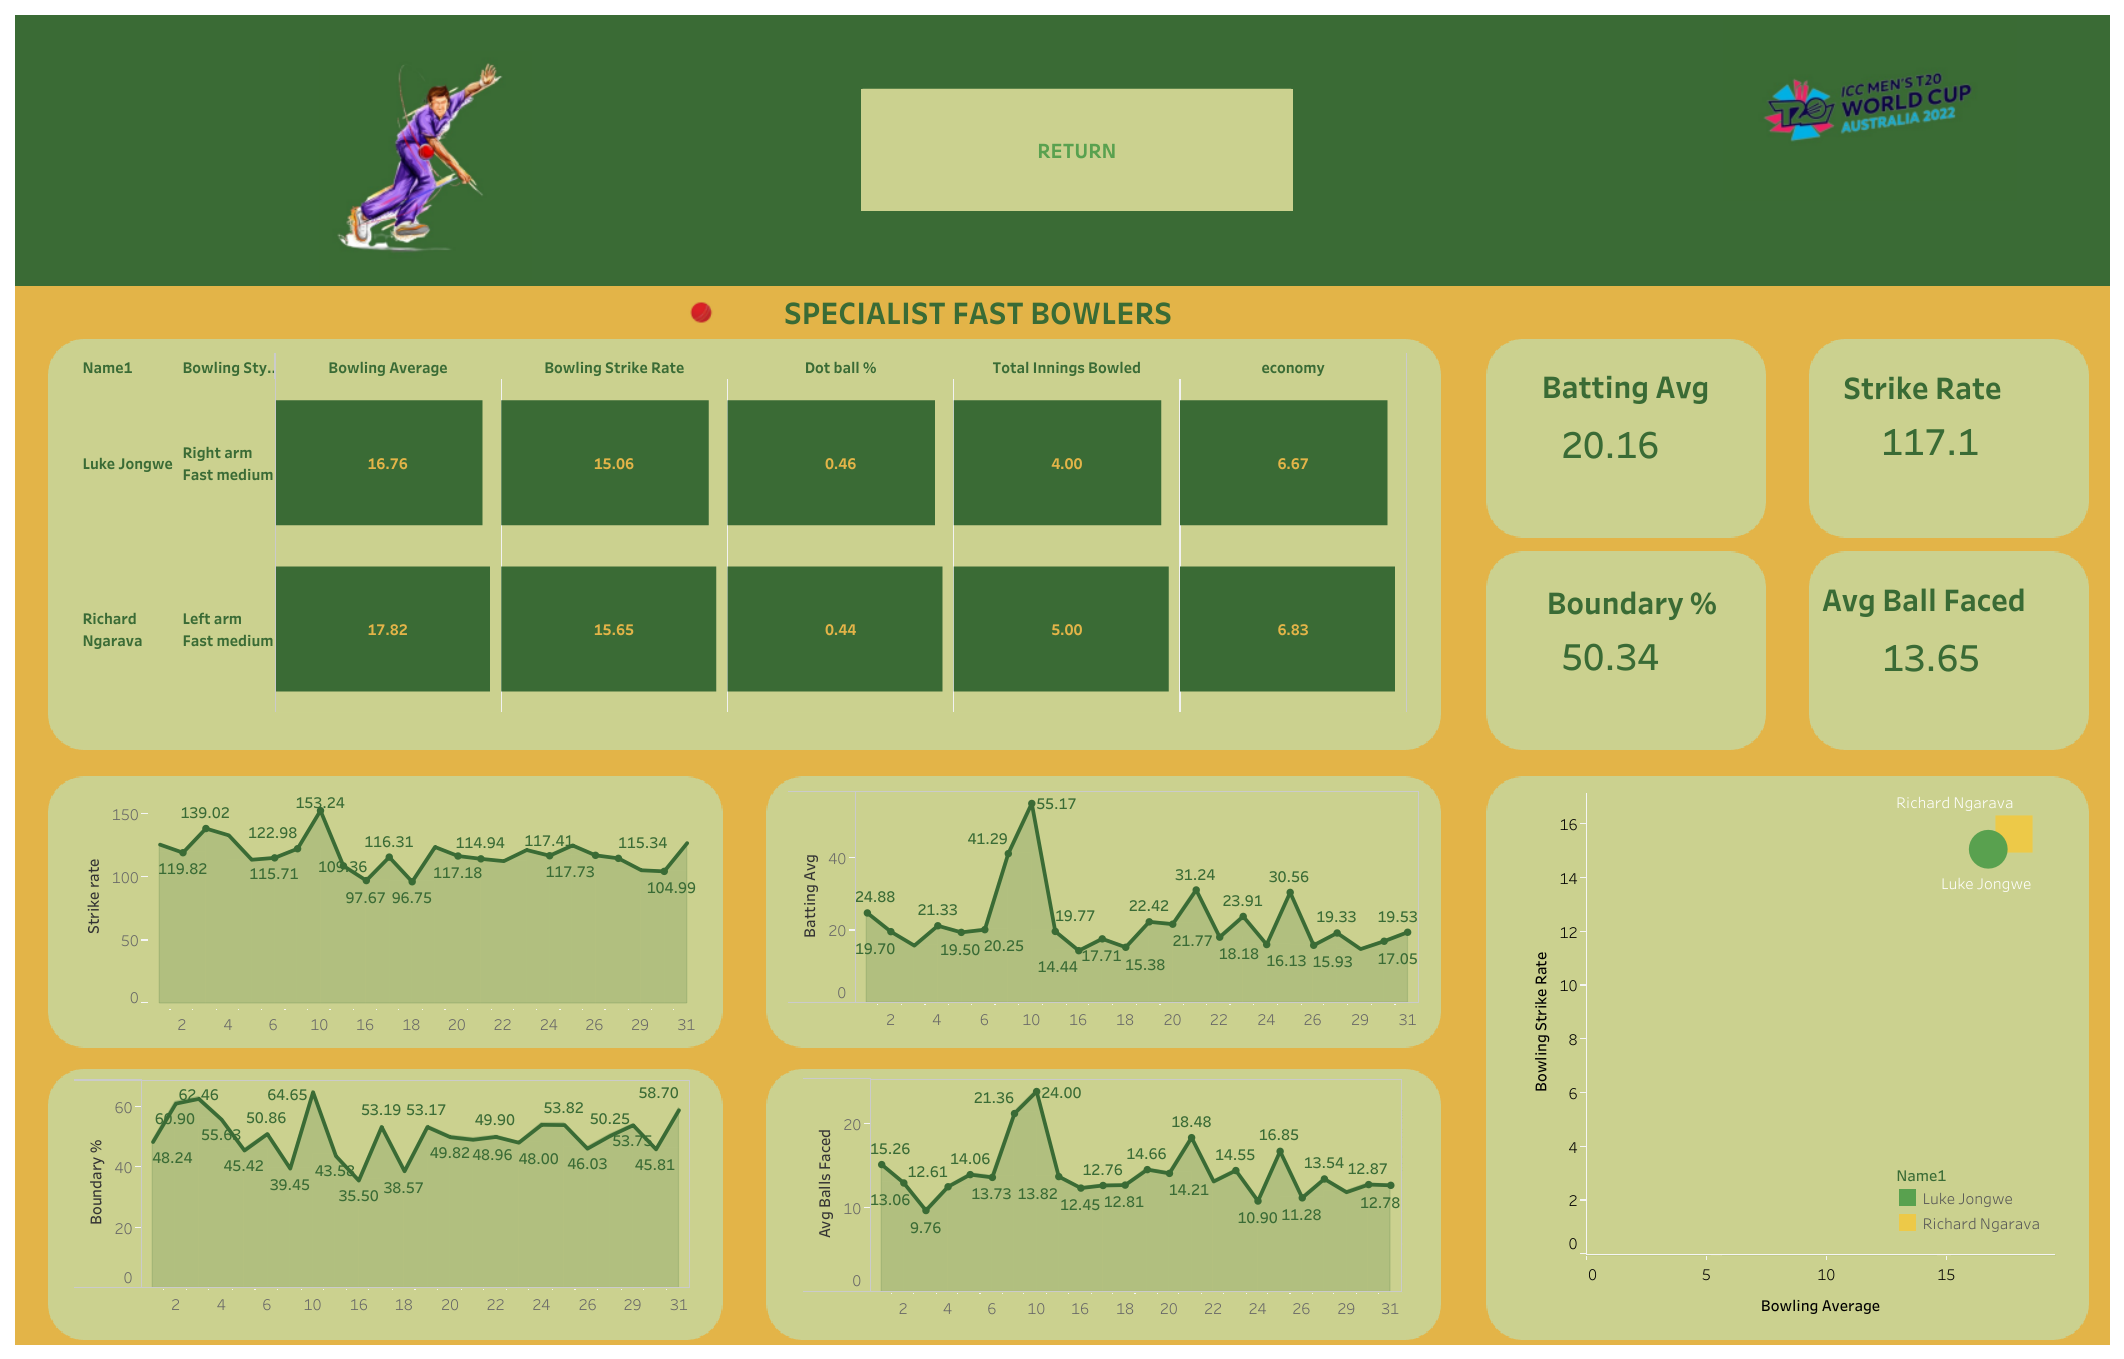 ICC MEN'S T20
WORLD CUP
T20
AUSTRALIA 2022
RETURN
SPECIALIST FAST BOWLERS
Name1 Bowling Sty.. Bowling Average Bowling Strike Rate Dot ball % Total Innings Bowled economy
Luke Jongwe Right arm
Fast medium 16.76 15.06 0.46 4.00 6.67
Richard
Ngarava Left arm
Fast medium 17.82 15.65 0.44 5.00 6.83
Batting Avg
20.16
Strike Rate
117.1
Boundary %
50.34
Avg Ball Faced
13.65
Strike rate
150
100
50
0
119.82 139.02 115.71 122.98 153.24 109.36 97.67 116.31 96.75 117.18 114.94 117.41 117.73 115.34 104.99
2 4 6 10 16 18 20 22 24 26 29 31
Batting Avg
40
20
0
24.88 19.70 21.33 19.50 20.25 41.29 55.17 19.77 14.44 17.71 15.38 22.42 21.77 31.24 18.18 23.91 16.13 30.56 15.93 19.33 17.05 19.53
2 4 6 10 16 18 20 22 24 26 29 31
Boundary %
60
40
20
0
48.24 60.90 62.46 55.63 45.42 50.86 39.45 64.65 43.58 35.50 53.19 38.57 53.17 49.82 48.96 49.90 48.00 53.82 46.03 50.25 53.75 45.81 58.70
2 4 6 10 16 18 20 22 24 26 29 31
Avg Balls Faced
20
10
0
15.26 13.06 9.76 12.61 14.06 13.73 21.36 24.00 13.82 12.45 12.76 12.81 14.66 14.21 18.48 14.55 10.90 16.85 11.28 13.54 12.87 12.78
2 4 6 10 16 18 20 22 24 26 29 31
Bowling Strike Rate
16
14
12
10
8
6
4
2
0
Richard Ngarava
Luke Jongwe
Name1
Luke Jongwe
Richard Ngarava
0 5 10 15
Bowling Average